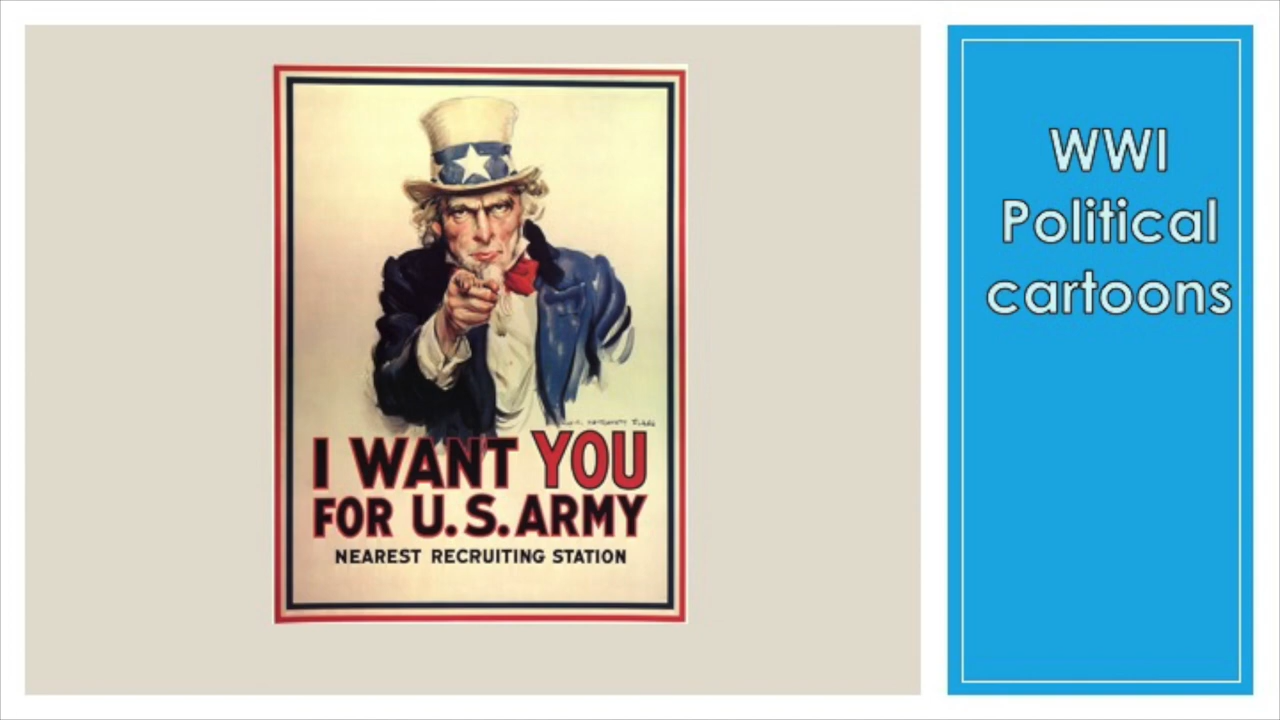 I WANT YOU
FOR U.S. ARMY
NEAREST RECRUITING STATION
WWI
Political
cartoons